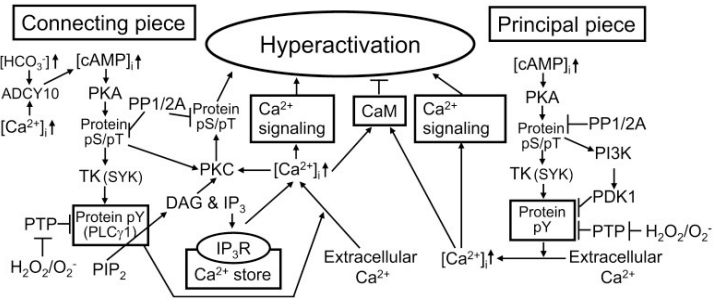 Connecting piece
Hyperactivation
Principal piece
[HCO₃⁻]↑
[cAMP]ᵢ↑
ADCY10
[Ca²⁺]ᵢ↑
PKA
PP1/2A
Protein
pS/pT
Protein
pS/pT
Ca²⁺
signaling
CaM
Ca²⁺
signaling
[cAMP]ᵢ↑
PKA
Protein
pS/pT
PP1/2A
PI3K
TK (SYK)
PKC
[Ca²⁺]ᵢ↑
DAG & IP₃
TK (SYK)
PDK1
PTP
Protein pY
(PLCγ1)
H₂O₂/O₂⁻
PIP₂
IP₃R
Ca²⁺ store
Extracellular
Ca²⁺
[Ca²⁺]ᵢ↑
Protein
pY
PTP
H₂O₂/O₂⁻
Extracellular
Ca²⁺